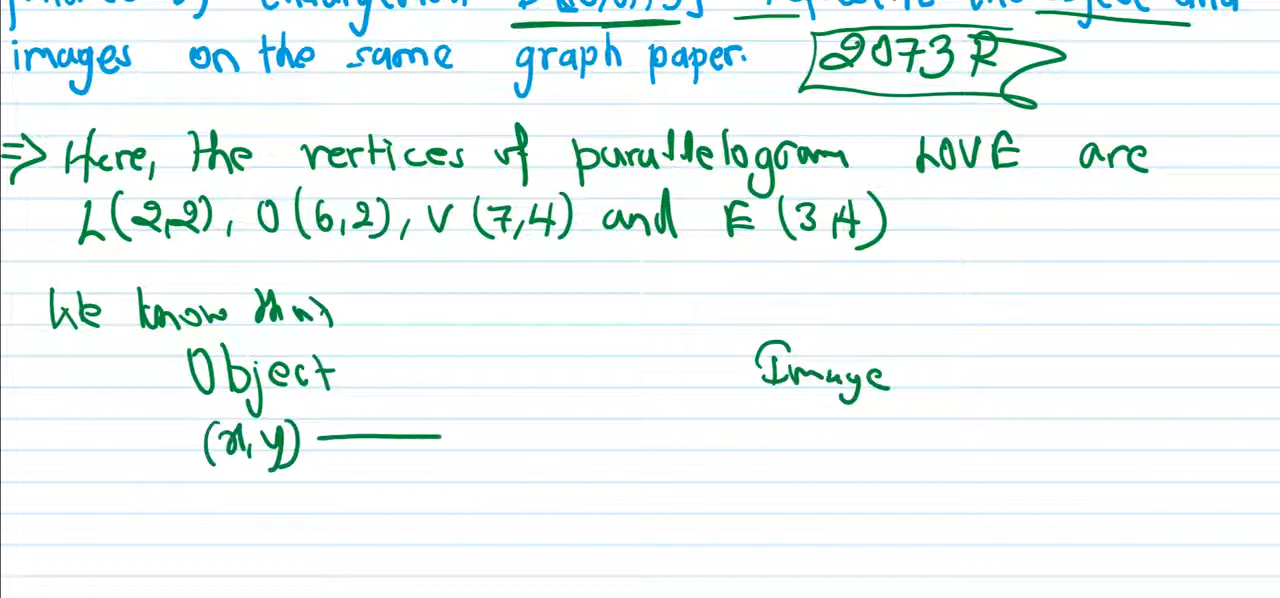 images on the same graph paper. 2073 R
⇒ Here, the vertices of parallelogram LOVE are
L(2,2), O(6,2), V(7,4) and E(3,4)
We know that
Object Image
(x,y)